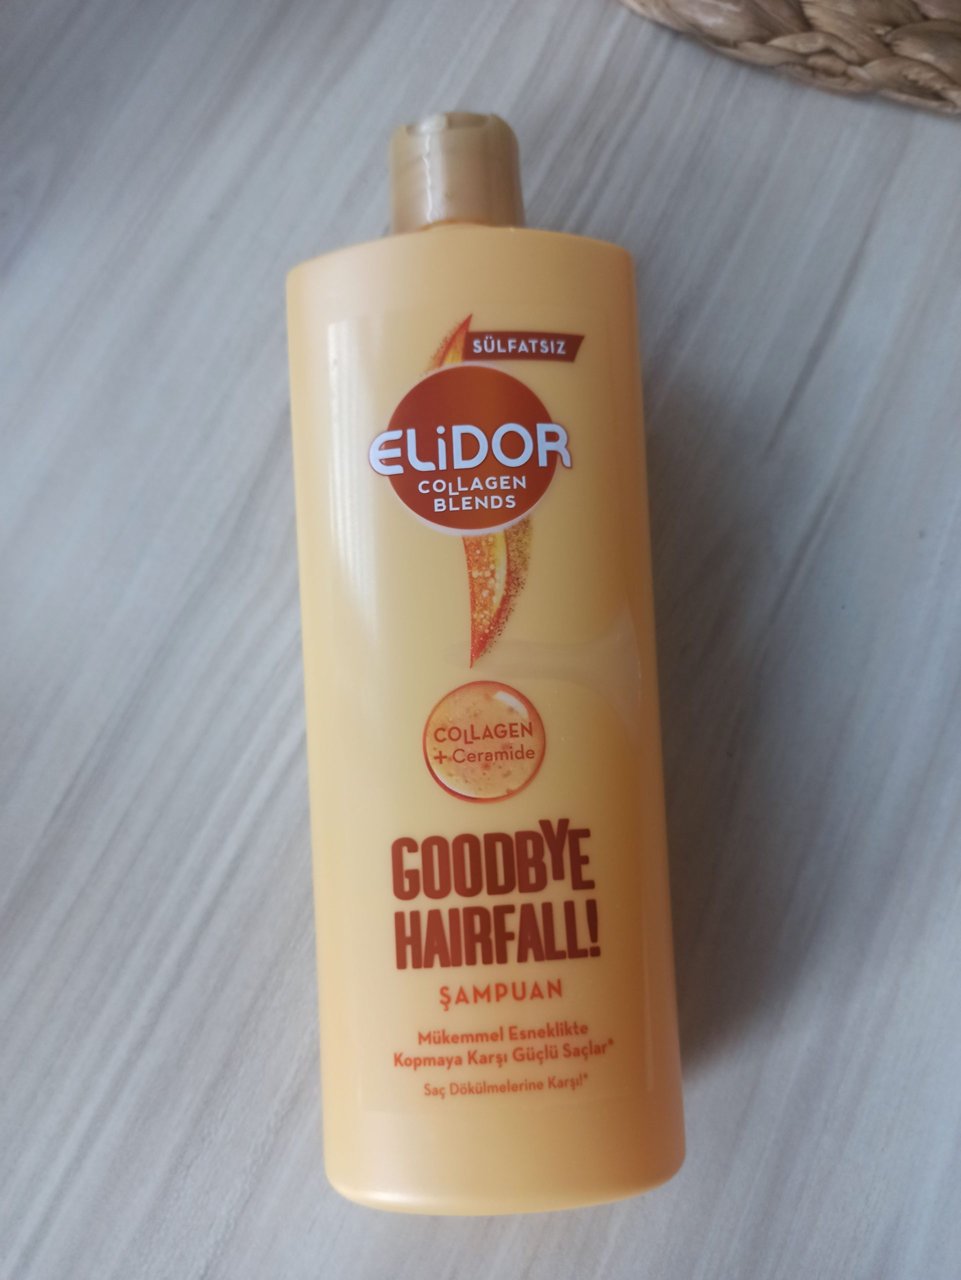 SÜLFATSIZ
ELiDOR
COLLAGEN
BLENDS
COLLAGEN
+ Ceramide
GOODBYE
HAIRFALL!
ŞAMPUAN
Mükemmel Esneklikte
Kopmaya Karşı Güçlü Saçlar*
Saç Dökülmelerine Karşı!*